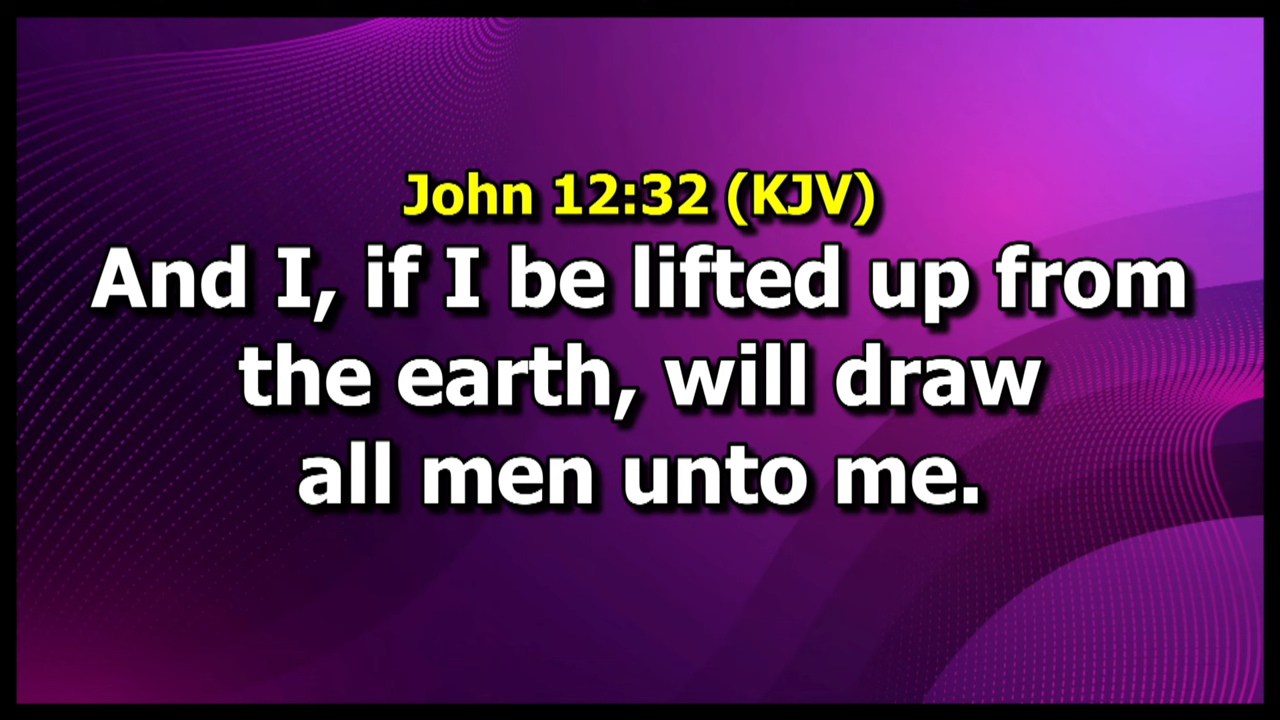 John 12:32 (KJV)
And I, if I be lifted up from
the earth, will draw
all men unto me.